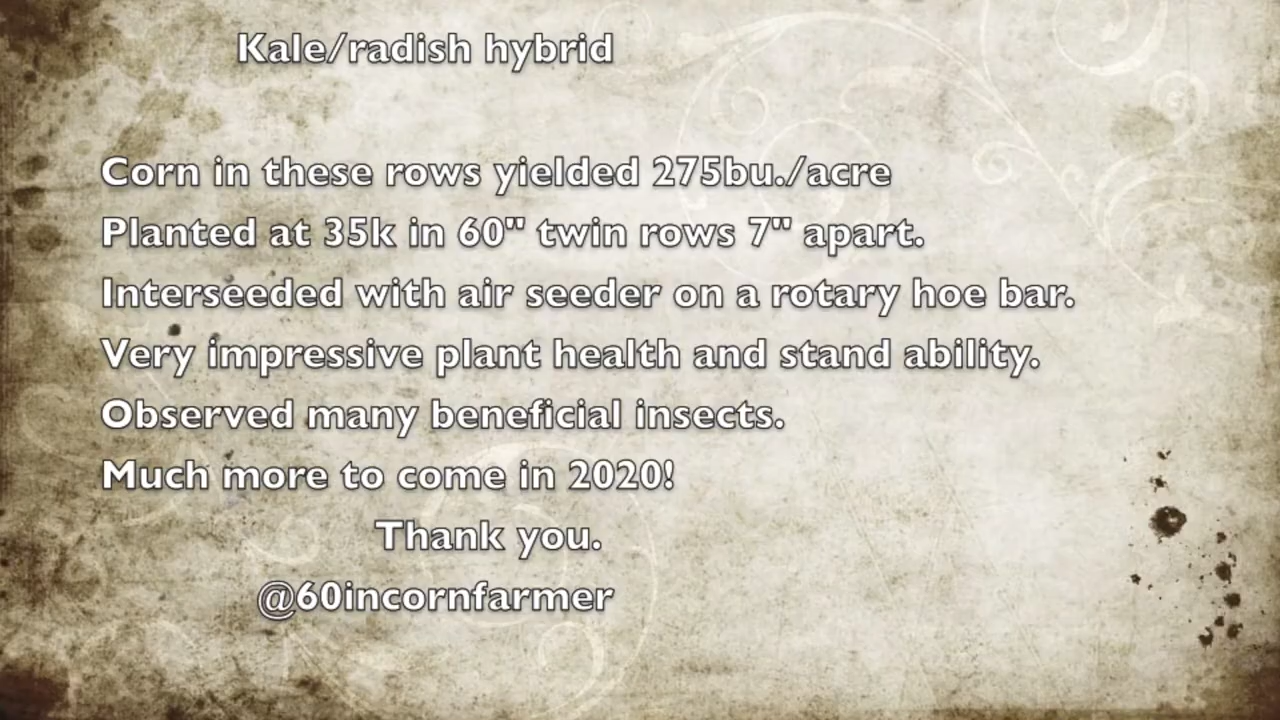 Kale/radish hybrid
Corn in these rows yielded 275bu./acre
Planted at 35k in 60" twin rows 7" apart.
Interseeded with air seeder on a rotary hoe bar.
Very impressive plant health and stand ability.
Observed many beneficial insects.
Much more to come in 2020!
Thank you.
@60incornfarmer